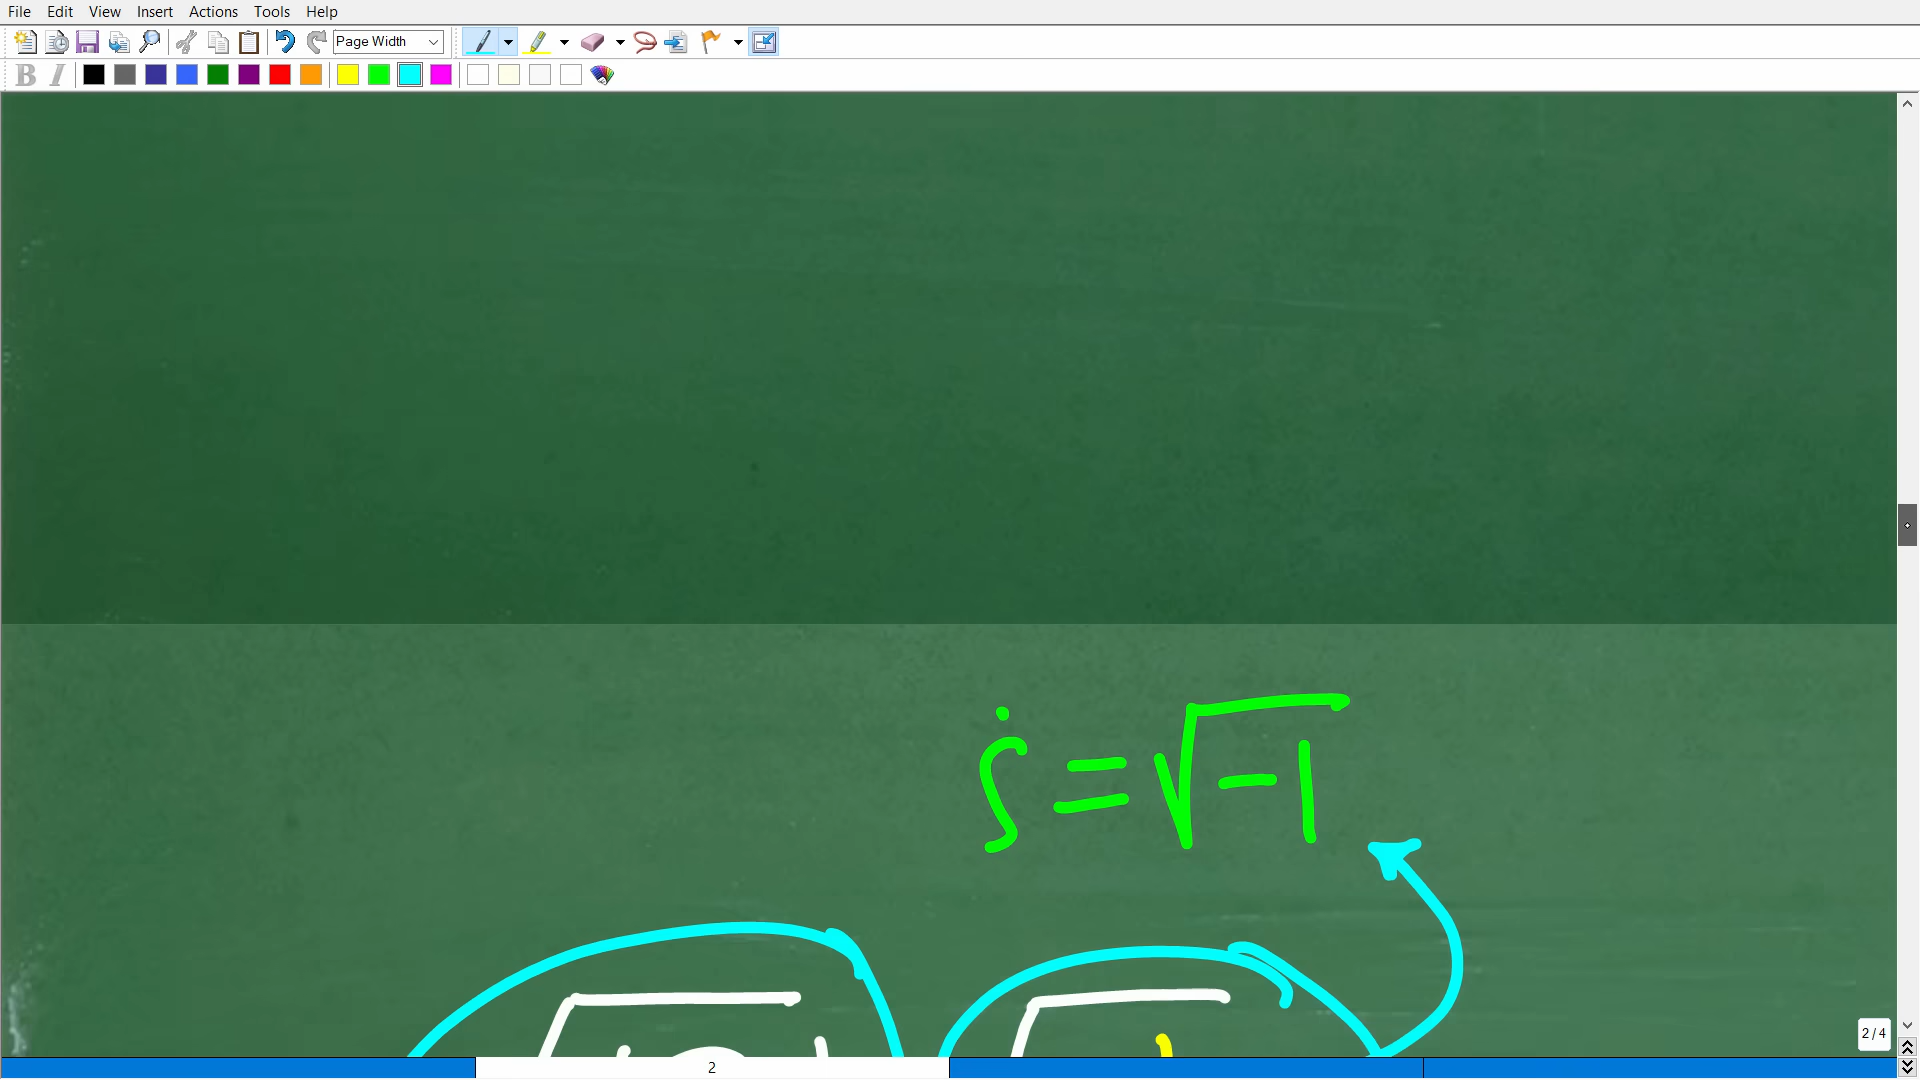 File Edit View Insert Actions Tools Help
Page Width
B I
i = √-1
2 / 4
2